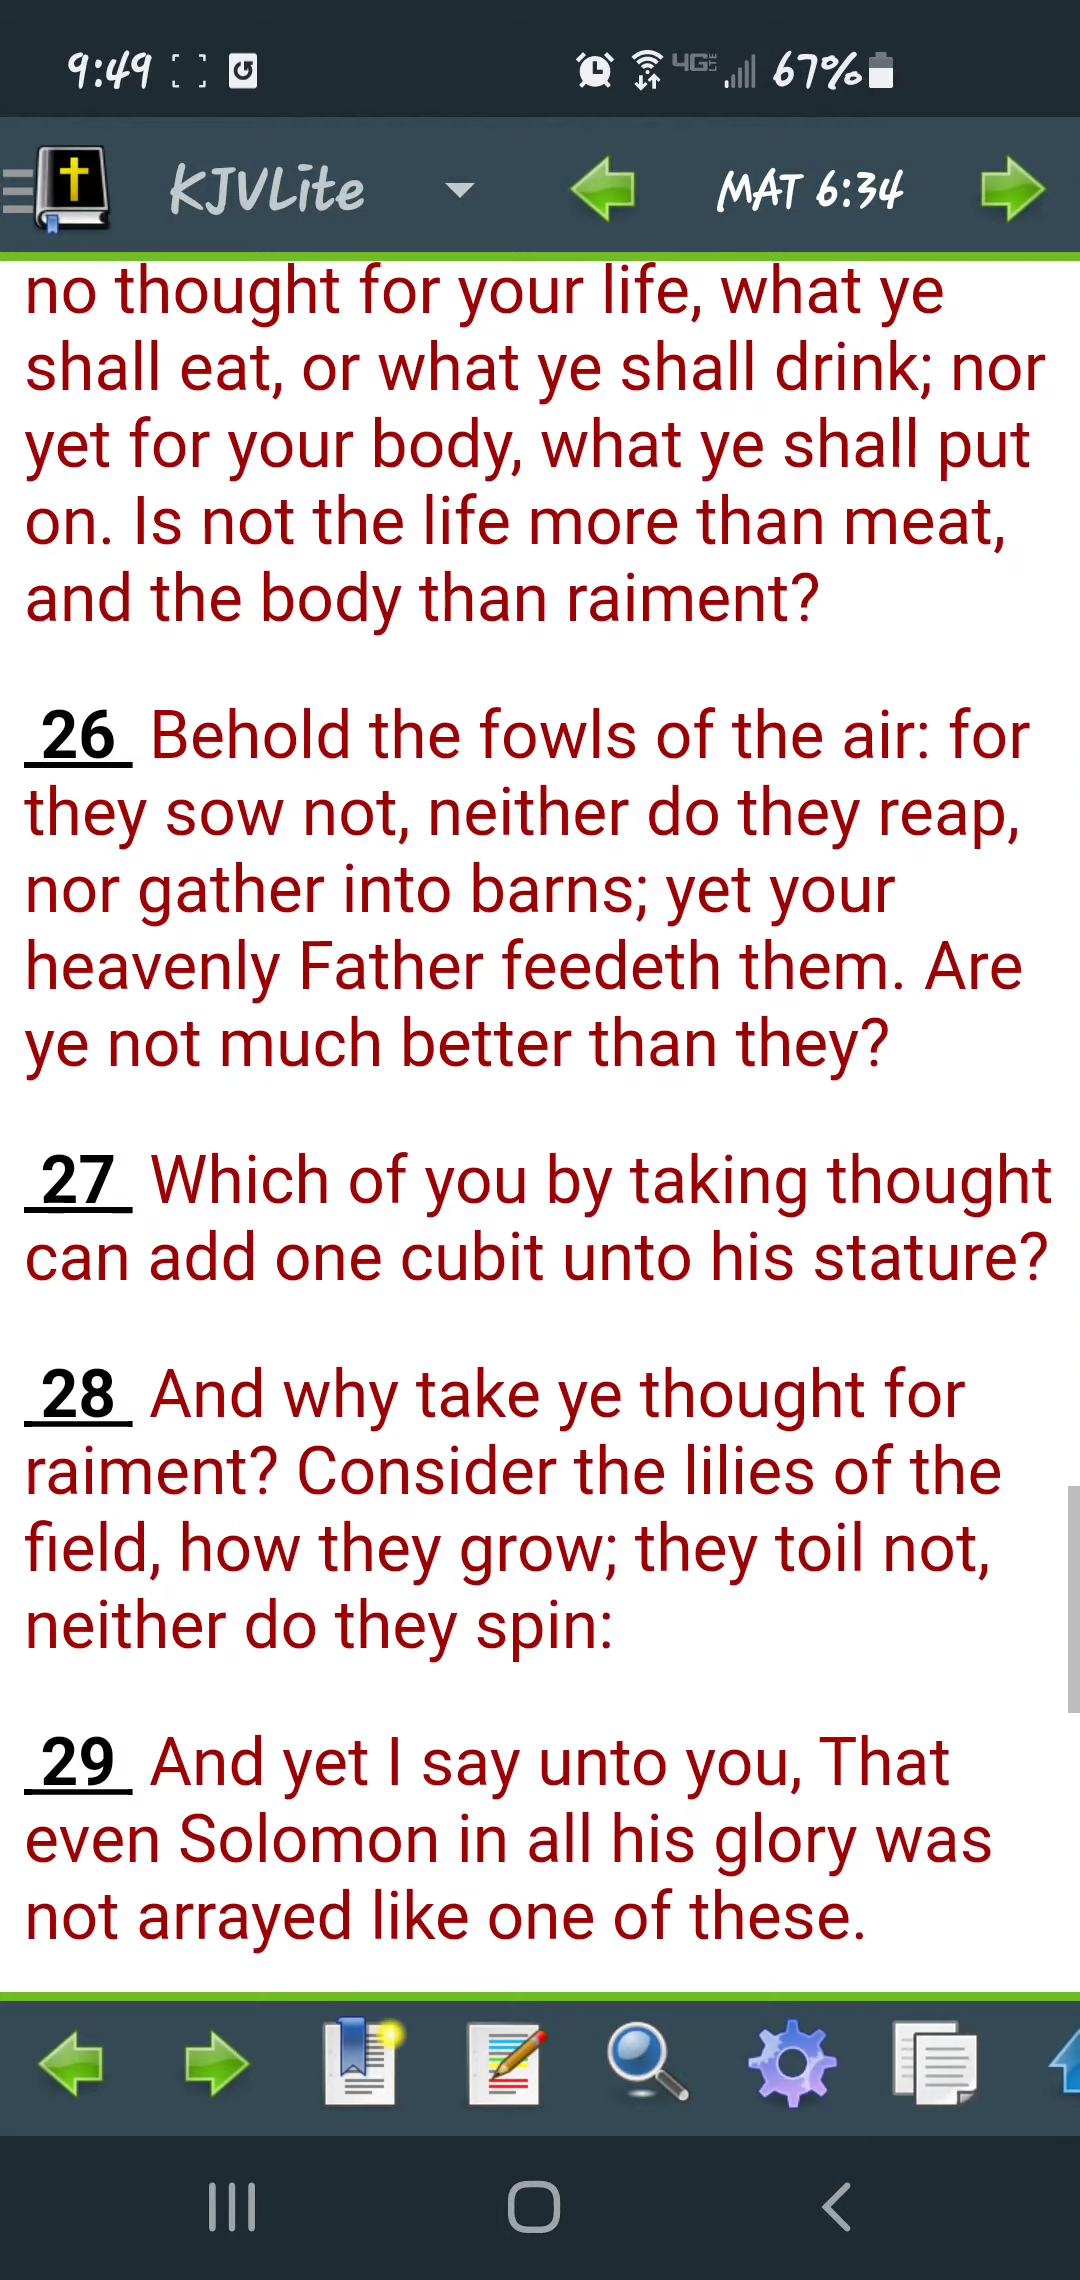 9:49 4G LTE 67%
KJVLite MAT 6:34
no thought for your life, what ye
shall eat, or what ye shall drink; nor
yet for your body, what ye shall put
on. Is not the life more than meat,
and the body than raiment?
26 Behold the fowls of the air: for
they sow not, neither do they reap,
nor gather into barns; yet your
heavenly Father feedeth them. Are
ye not much better than they?
27 Which of you by taking thought
can add one cubit unto his stature?
28 And why take ye thought for
raiment? Consider the lilies of the
field, how they grow; they toil not,
neither do they spin:
29 And yet I say unto you, That
even Solomon in all his glory was
not arrayed like one of these.